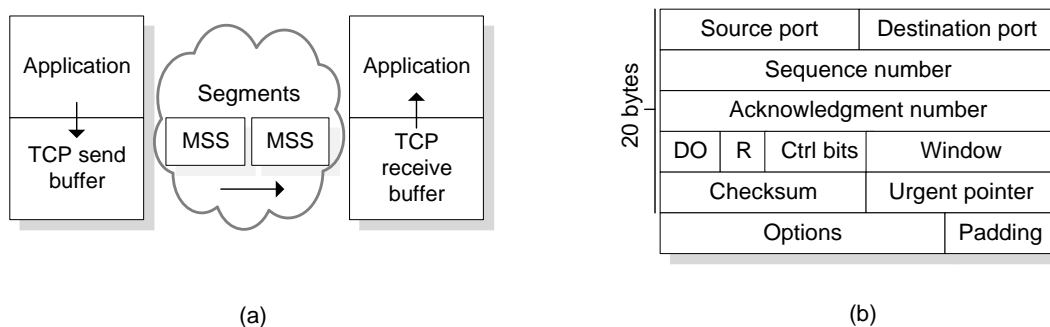 Application
TCP send
buffer
Segments
MSS MSS
Application
TCP
receive
buffer
(a)
20 bytes
Source port Destination port
Sequence number
Acknowledgment number
DO R Ctrl bits Window
Checksum Urgent pointer
Options Padding
(b)